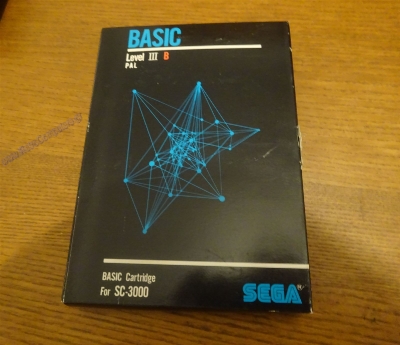 BASIC
Level III B
PAL
BASIC Cartridge
For SC-3000
SEGA®